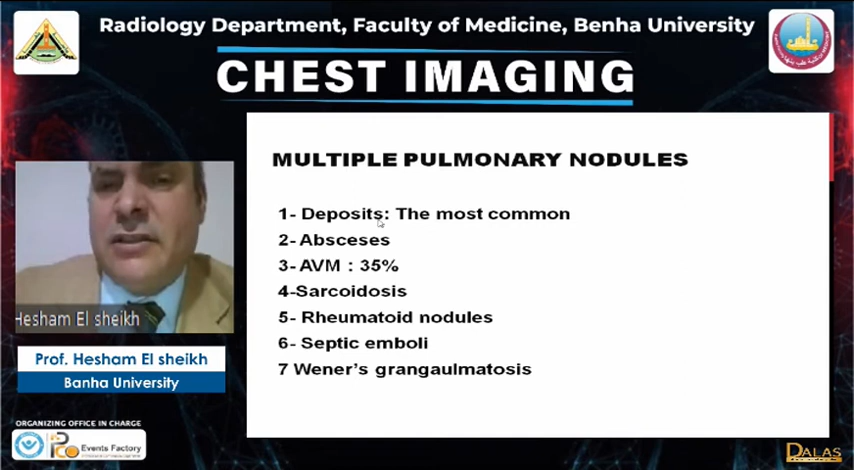 Radiology Department, Faculty of Medicine, Benha University
CHEST IMAGING
MULTIPLE PULMONARY NODULES
1- Deposits: The most common
2- Absceses
3- AVM : 35%
4-Sarcoidosis
5- Rheumatoid nodules
6- Septic emboli
7 Wener's grangaulmatosis
Hesham El sheikh
Prof. Hesham El sheikh
Banha University
ORGANIZING OFFICE IN CHARGE
Events Factory
DALAS